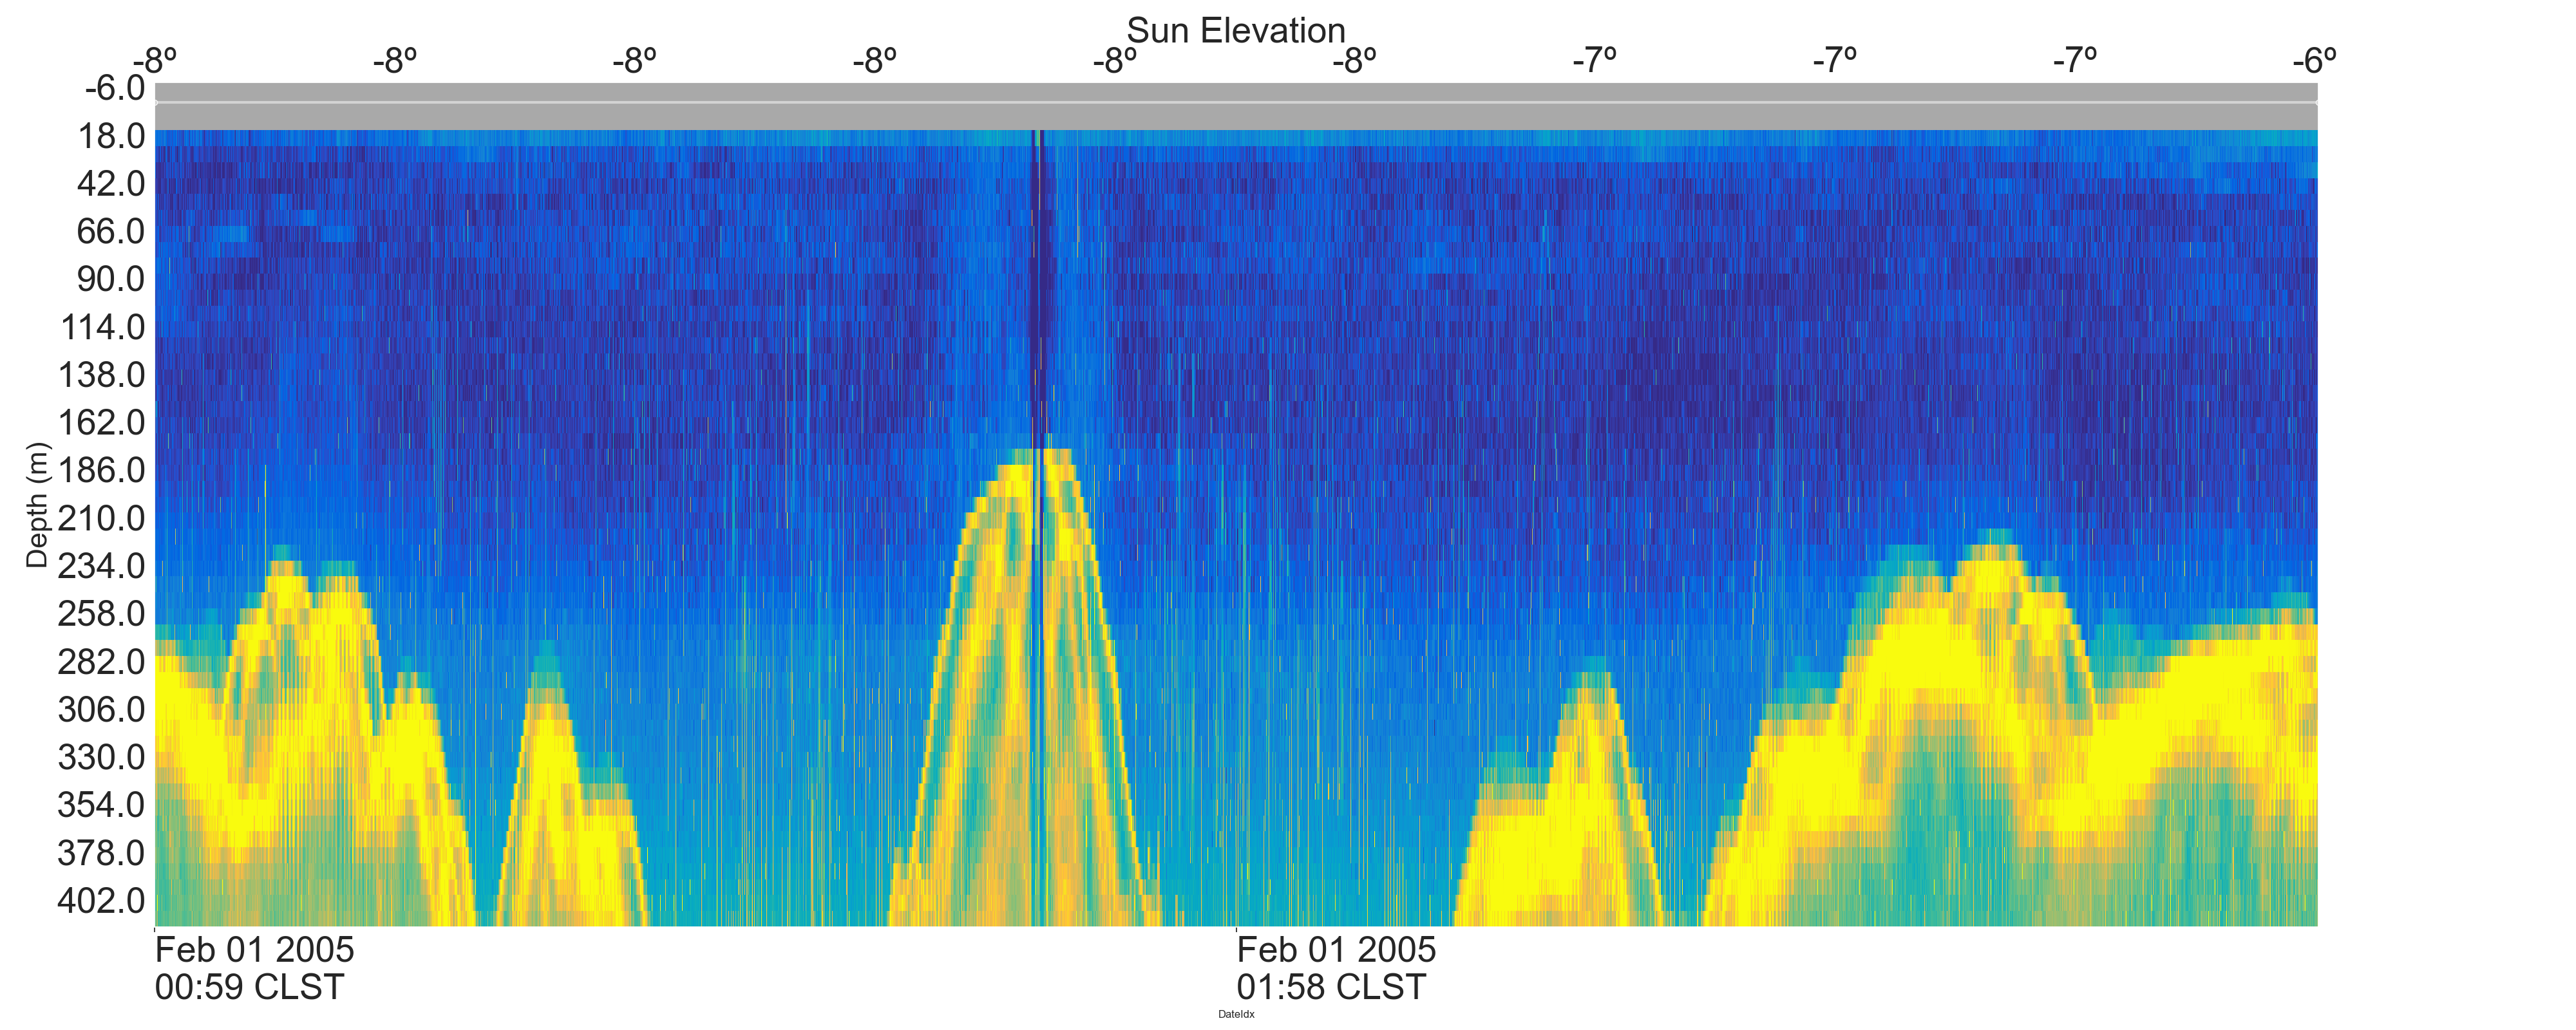 Sun Elevation
-8º -8º -8º -8º -8º -8º -7º -7º -7º -6º
-6.0
18.0
42.0
66.0
90.0
114.0
138.0
162.0
186.0
210.0
234.0
258.0
282.0
306.0
330.0
354.0
378.0
402.0
Depth (m)
Feb 01 2005
00:59 CLST
Feb 01 2005
01:58 CLST
DateIdx